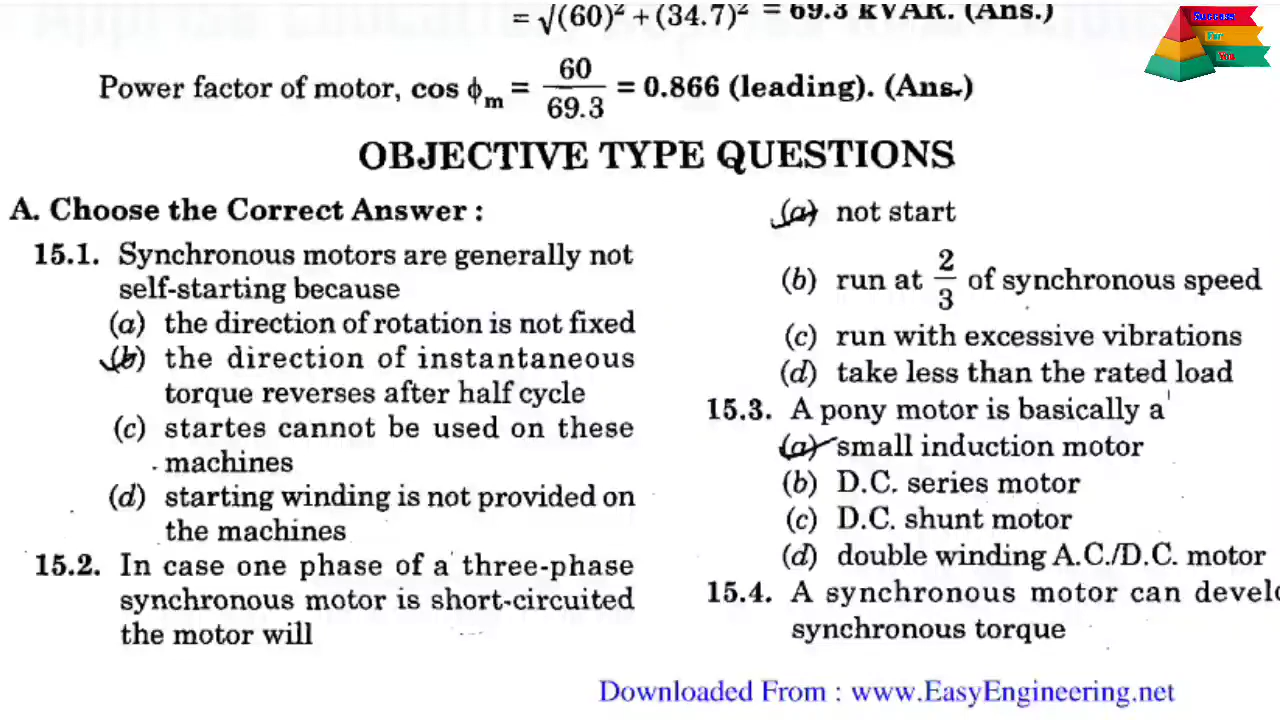 = √(60)² + (34.7)² = 69.3 kVAR. (Ans.)
Success
For
You
Power factor of motor, cos ϕm = 60/69.3 = 0.866 (leading). (Ans.)
OBJECTIVE TYPE QUESTIONS
A. Choose the Correct Answer :
15.1. Synchronous motors are generally not
self-starting because
(a) the direction of rotation is not fixed
(b) the direction of instantaneous
torque reverses after half cycle
(c) startes cannot be used on these
machines
(d) starting winding is not provided on
the machines
15.2. In case one phase of a three-phase
synchronous motor is short-circuited
the motor will
(a) not start
(b) run at 2/3 of synchronous speed
(c) run with excessive vibrations
(d) take less than the rated load
15.3. A pony motor is basically a
(a) small induction motor
(b) D.C. series motor
(c) D.C. shunt motor
(d) double winding A.C./D.C. motor
15.4. A synchronous motor can develo
synchronous torque
Downloaded From : www.EasyEngineering.net